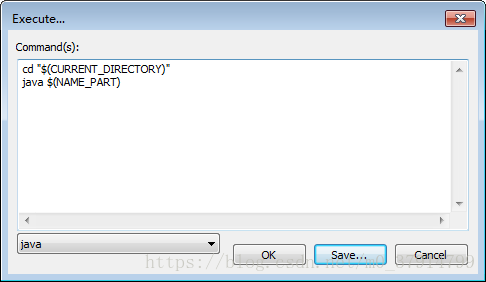 Execute...
Command(s):
cd "$(CURRENT_DIRECTORY)"
java $(NAME_PART)
java
OK
Save...
Cancel